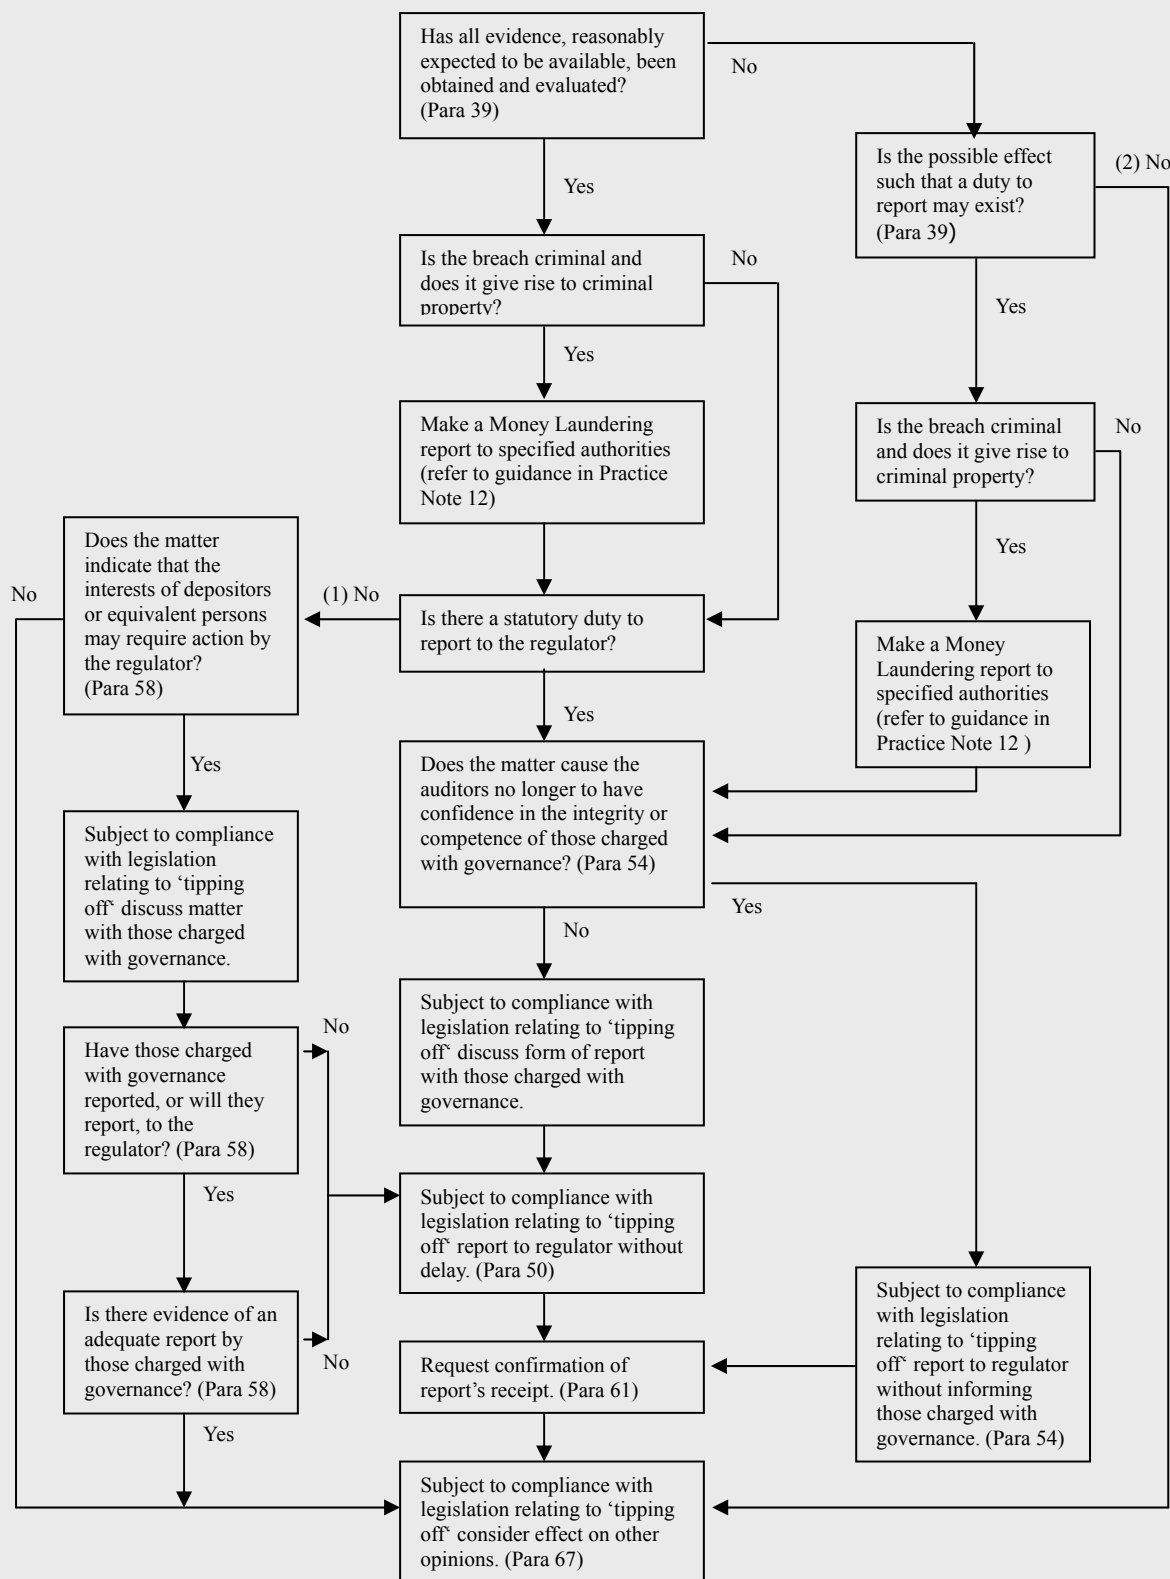 Has all evidence, reasonably
expected to be available, been
obtained and evaluated?
(Para 39)
No
Is the possible effect
such that a duty to
report may exist?
(Para 39)
(2) No
Yes
Is the breach criminal and
does it give rise to criminal
property?
No
Yes
Yes
Make a Money Laundering
report to specified authorities
(refer to guidance in Practice
Note 12)
Is the breach criminal
and does it give rise to
criminal property?
No
Yes
Does the matter
indicate that the
interests of depositors
or equivalent persons
may require action by
the regulator?
(Para 58)
No
(1) No
Is there a statutory duty to
report to the regulator?
Make a Money
Laundering report to
specified authorities
(refer to guidance in
Practice Note 12 )
Yes
Yes
Does the matter cause the
auditors no longer to have
confidence in the integrity or
competence of those charged
with governance? (Para 54)
Yes
No
Subject to compliance
with legislation
relating to ‘tipping
off‘ discuss matter
with those charged
with governance.
Subject to compliance with
legislation relating to ‘tipping
off‘ discuss form of report
with those charged with
governance.
Have those charged
with governance
reported, or will they
report, to the
regulator? (Para 58)
No
Yes
Subject to compliance with
legislation relating to ‘tipping
off‘ report to regulator without
delay. (Para 50)
Is there evidence of an
adequate report by
those charged with
governance? (Para 58)
No
Yes
Request confirmation of
report’s receipt. (Para 61)
Subject to compliance
with legislation
relating to ‘tipping
off‘ report to regulator
without informing
those charged with
governance. (Para 54)
Subject to compliance with
legislation relating to ‘tipping
off‘ consider effect on other
opinions. (Para 67)